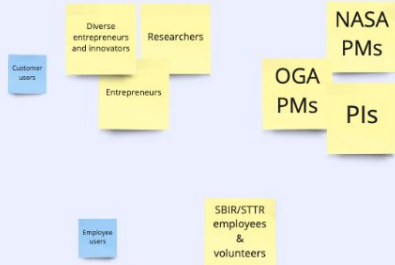 Customer
users
Diverse
entrepreneurs
and innovators
Researchers
Entrepreneurs
NASA
PMs
OGA
PMs
PIs
Employee
users
SBIR/STTR
employees
&
volunteers